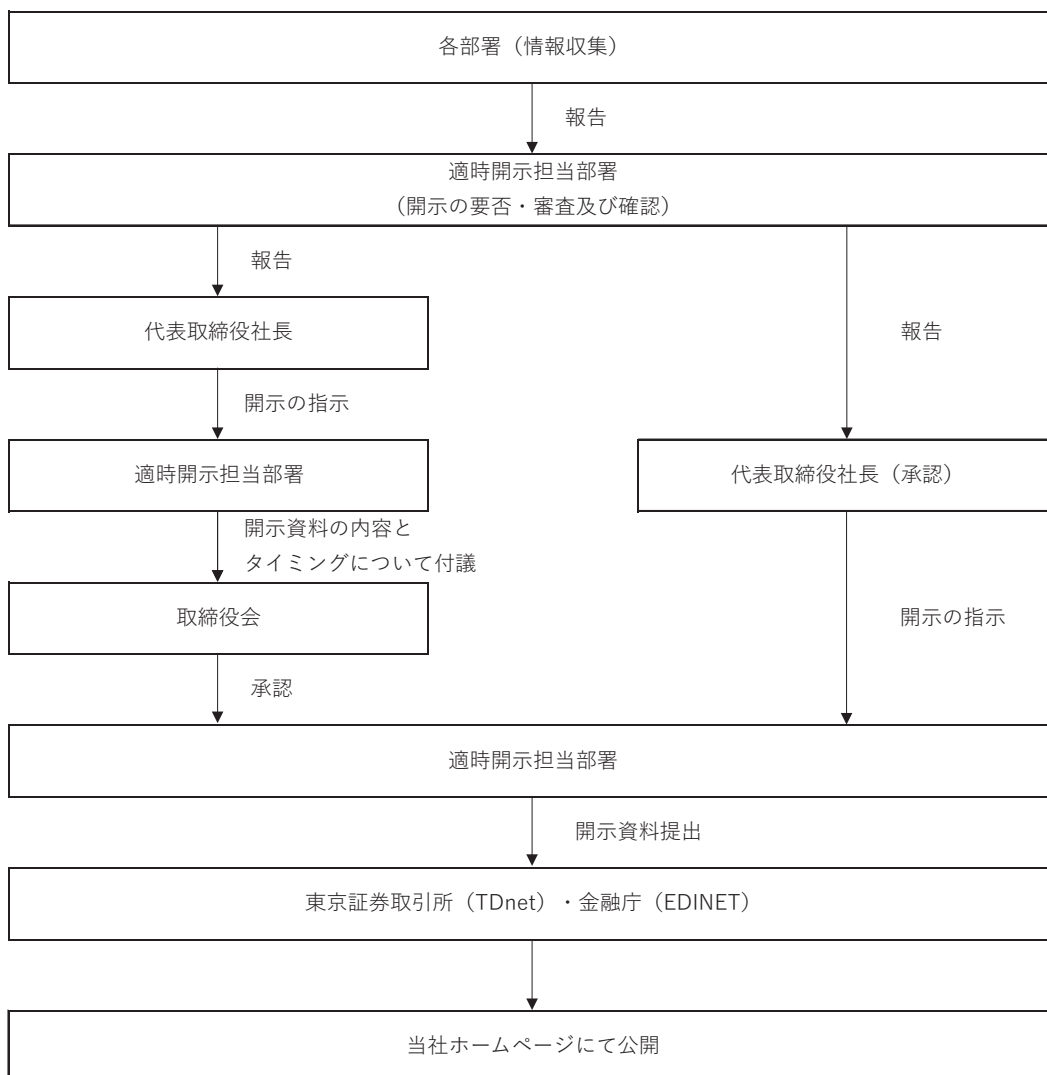 各部署（情報収集）
報告
適時開示担当部署
（開示の要否・審査及び確認）
報告
代表取締役社長
報告
開示の指示
適時開示担当部署
代表取締役社長（承認）
開示資料の内容と
タイミングについて付議
取締役会
開示の指示
承認
適時開示担当部署
開示資料提出
東京証券取引所（TDnet）・金融庁（EDINET）
当社ホームページにて公開